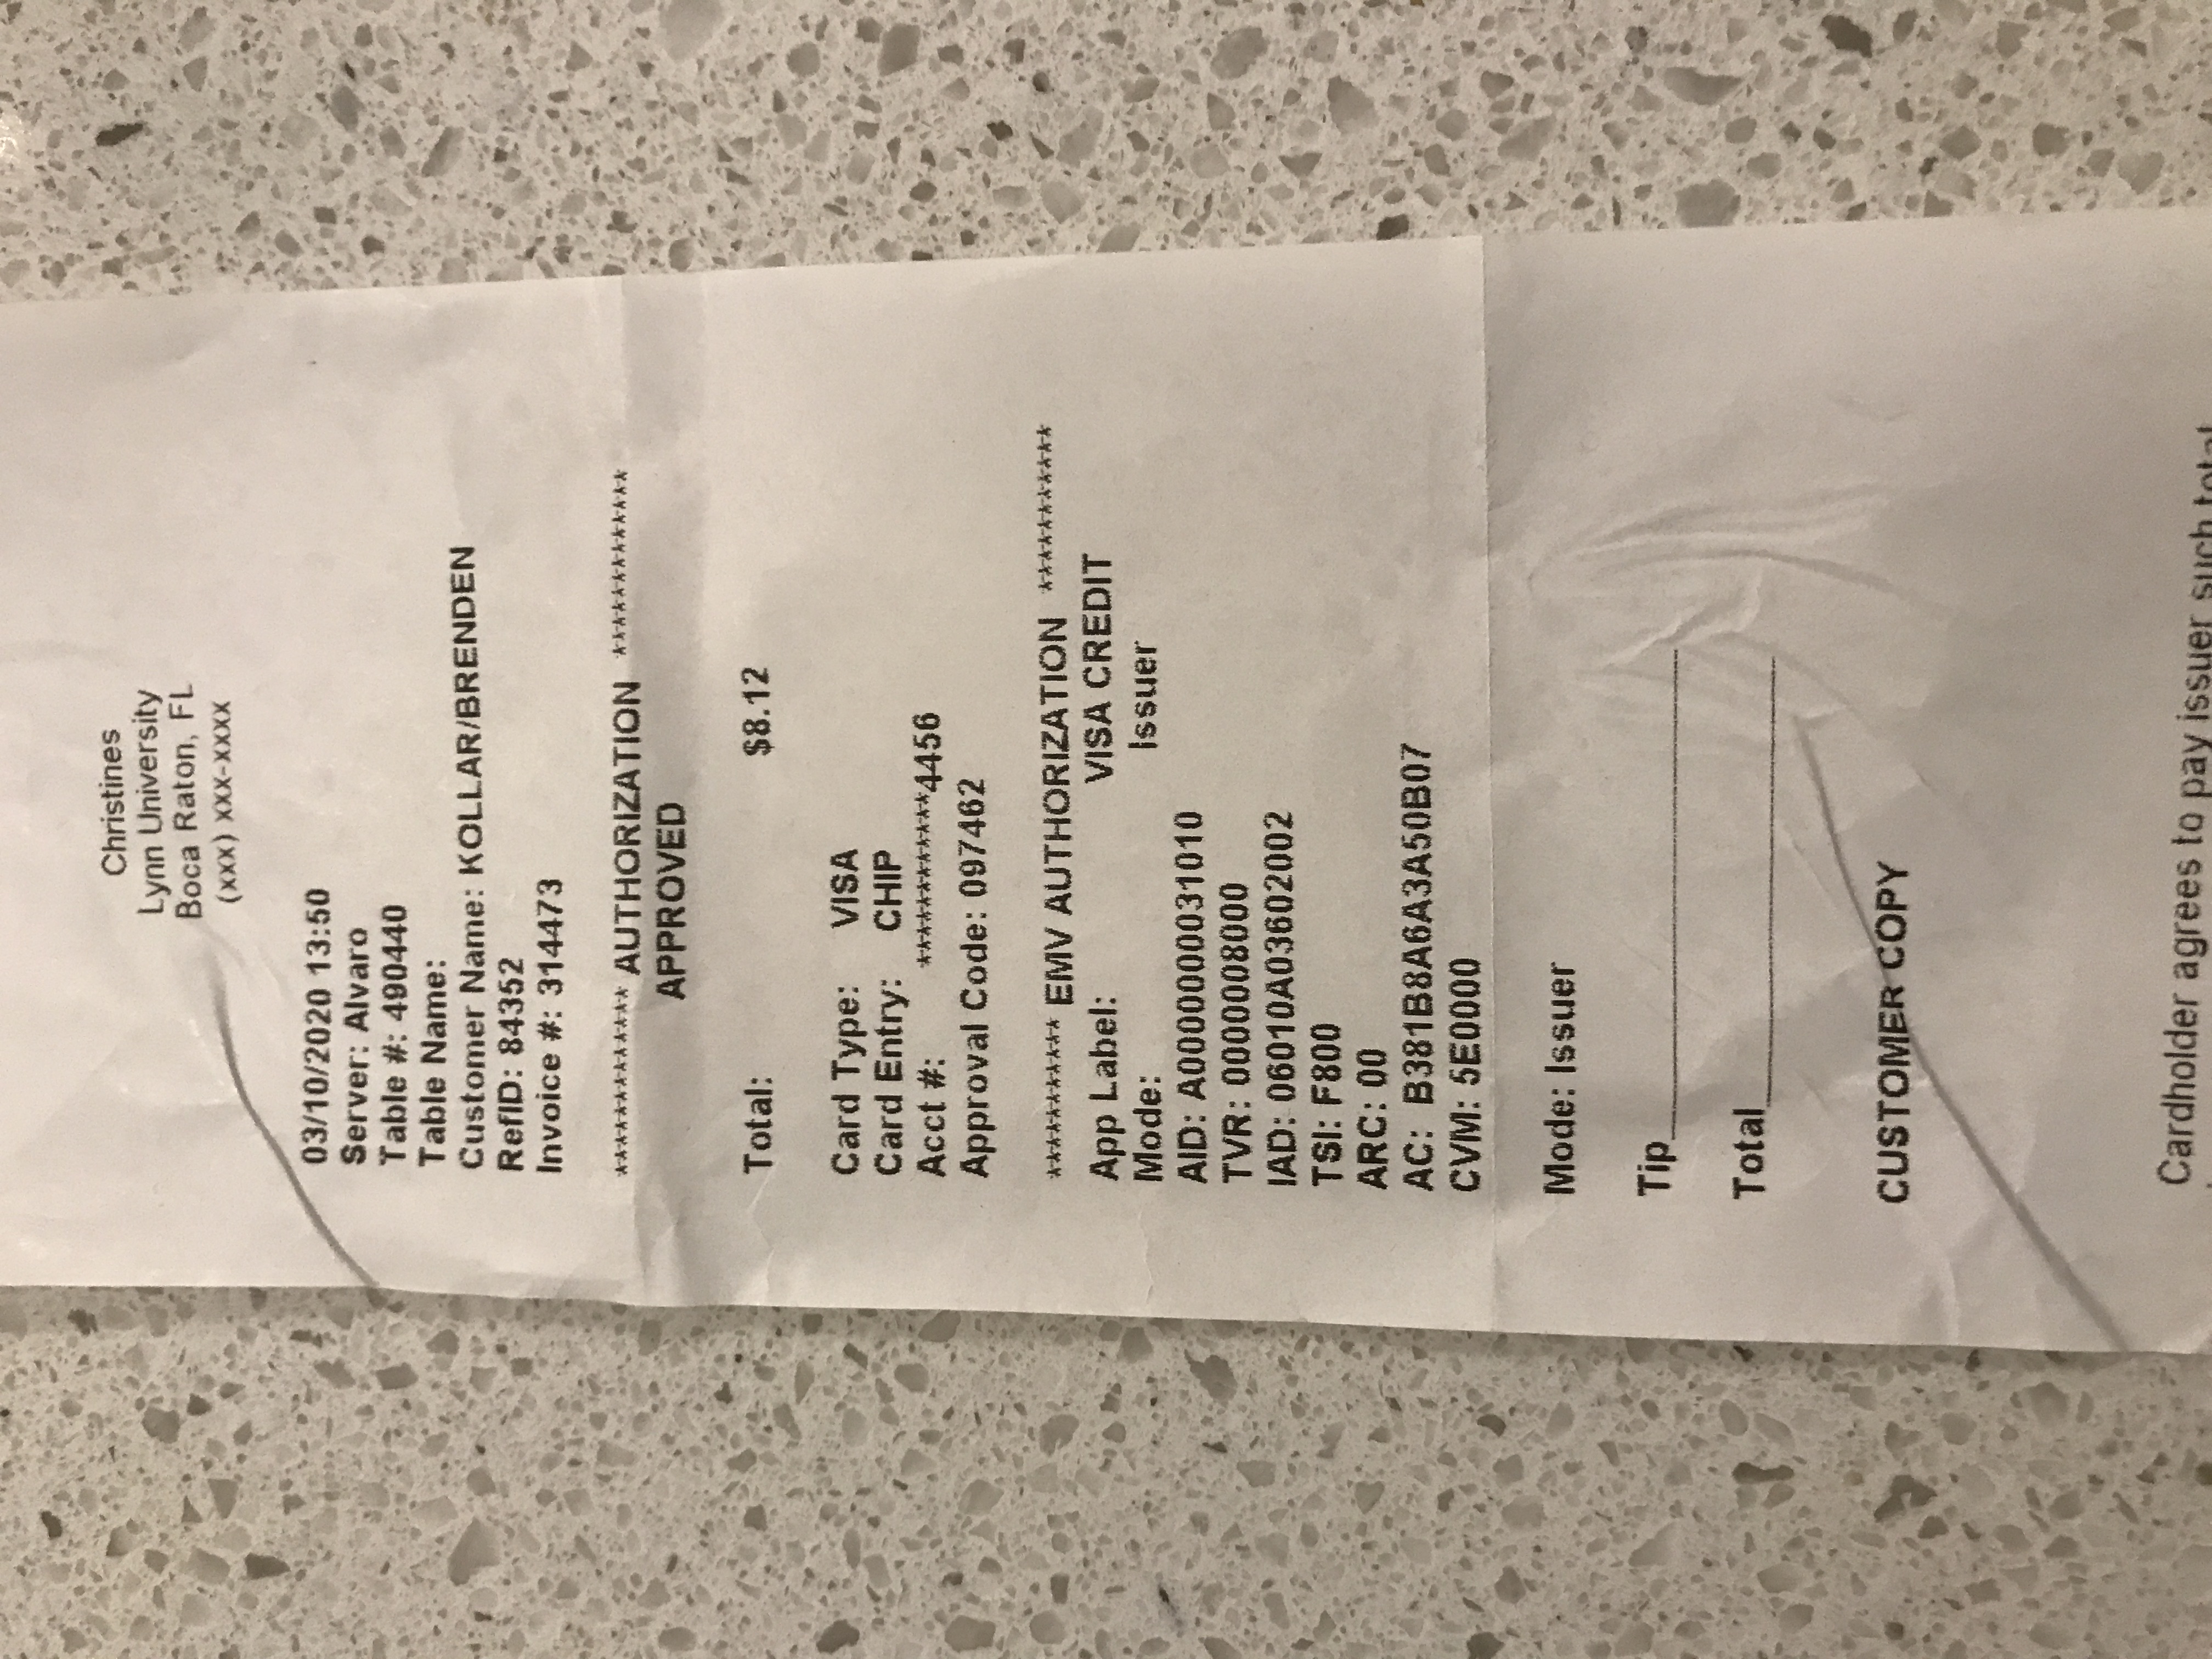 Christines
Lynn University
Boca Raton, FL
(xxx) xxx-xxxx
03/10/2020 13:50
Server: Alvaro
Table #: 490440
Table Name:
Customer Name: KOLLAR/BRENDEN
RefID: 84352
Invoice #: 314473
************* AUTHORIZATION *************
APPROVED
Total: $8.12
Card Type: VISA
Card Entry: CHIP
Acct #: ************4456
Approval Code: 097462
*********** EMV AUTHORIZATION ***********
App Label: VISA CREDIT
Mode: Issuer
AID: A0000000031010
TVR: 0000008000
IAD: 06010A03602002
TSI: F800
ARC: 00
AC: B381B8A6A3A50B07
CVM: 5E0000
Mode: Issuer
Tip
Total
CUSTOMER COPY
Cardholder agrees to pay issuer such total